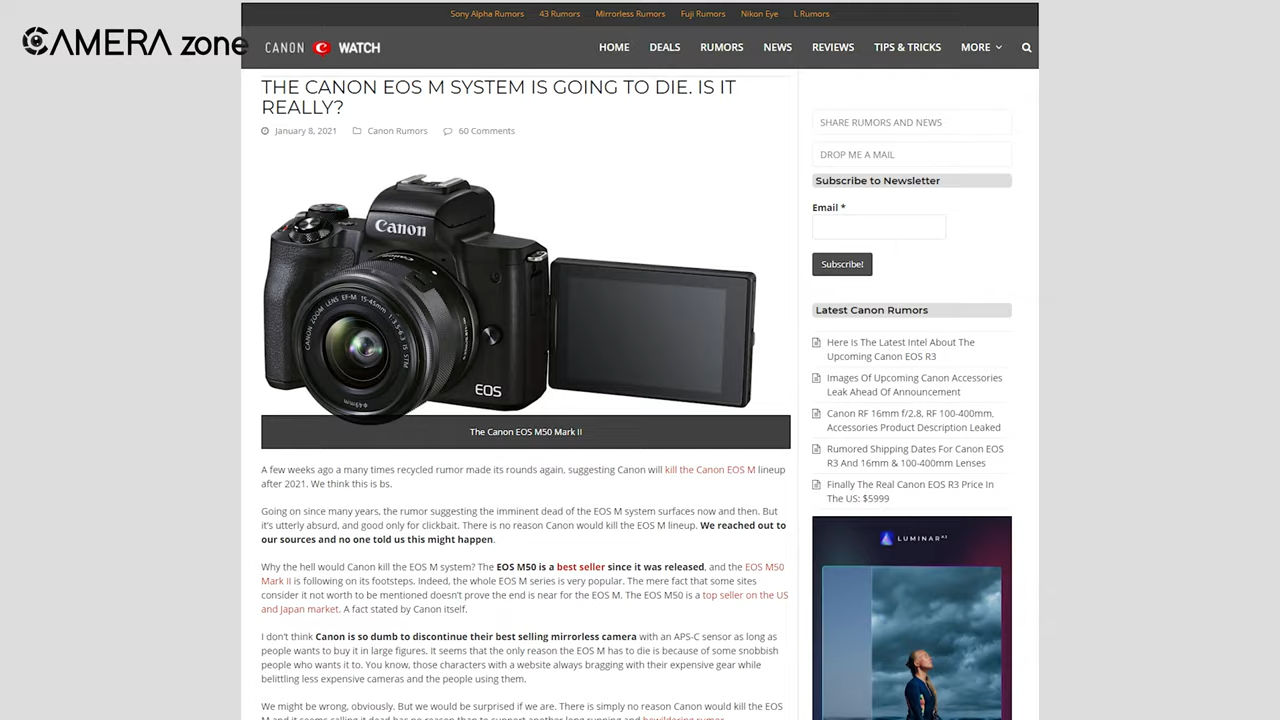 Sony Alpha Rumors 43 Rumors Mirrorless Rumors Fuji Rumors Nikon Eye L Rumors
CAMERA zone
CANON C WATCH
HOME DEALS RUMORS NEWS REVIEWS TIPS & TRICKS MORE
THE CANON EOS M SYSTEM IS GOING TO DIE. IS IT
REALLY?
January 8, 2021 Canon Rumors 60 Comments
Canon
CANON ZOOM LENS EF-M 15-45mm 1:3.5-6.3 IS STM
ø49mm
EOS
The Canon EOS M50 Mark II
A few weeks ago a many times recycled rumor made its rounds again, suggesting Canon will kill the Canon EOS M lineup
after 2021. We think this is bs.
Going on since many years, the rumor suggesting the imminent dead of the EOS M system surfaces now and then. But
it's utterly absurd, and good only for clickbait. There is no reason Canon would kill the EOS M lineup. We reached out to
our sources and no one told us this might happen.
Why the hell would Canon kill the EOS M system? The EOS M50 is a best seller since it was released, and the EOS M50
Mark II is following on its footsteps. Indeed, the whole EOS M series is very popular. The mere fact that some sites
consider it not worth to be mentioned doesn't prove the end is near for the EOS M. The EOS M50 is a top seller on the US
and Japan market. A fact stated by Canon itself.
I don't think Canon is so dumb to discontinue their best selling mirrorless camera with an APS-C sensor as long as
people wants to buy it in large figures. It seems that the only reason the EOS M has to die is because of some snobbish
people who wants it to. You know, those characters with a website always bragging with their expensive gear while
belittling less expensive cameras and the people using them.
We might be wrong, obviously. But we would be surprised if we are. There is simply no reason Canon would kill the EOS
M and it seems calling it dead has no reason than to support another long running and bewildering rumor
SHARE RUMORS AND NEWS
DROP ME A MAIL
Subscribe to Newsletter
Email *
Subscribe!
Latest Canon Rumors
Here Is The Latest Intel About The
Upcoming Canon EOS R3
Images Of Upcoming Canon Accessories
Leak Ahead Of Announcement
Canon RF 16mm f/2.8, RF 100-400mm,
Accessories Product Description Leaked
Rumored Shipping Dates For Canon EOS
R3 And 16mm & 100-400mm Lenses
Finally The Real Canon EOS R3 Price In
The US: $5999
LUMINAR AI